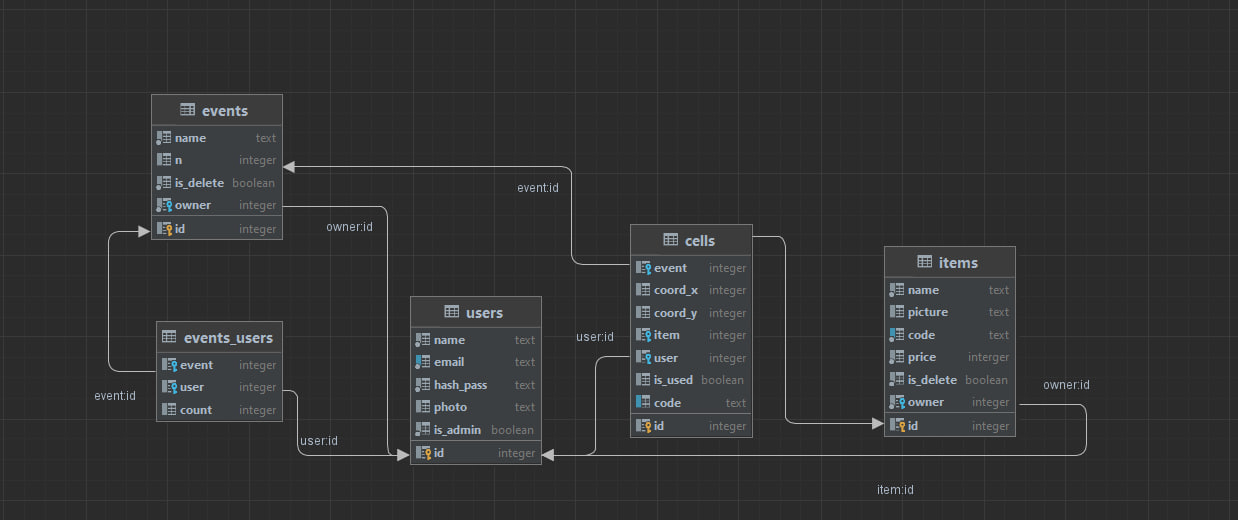 events
name text
n integer
is_delete boolean
owner integer
id integer
event:id
owner:id
cells
event integer
coord_x integer
coord_y integer
item integer
user integer
is_used boolean
code text
id integer
items
name text
picture text
code text
price interger
is_delete boolean
owner integer
id integer
users
name text
email text
hash_pass text
photo text
is_admin boolean
id integer
events_users
event integer
user integer
count integer
user:id
owner:id
event:id
user:id
item:id